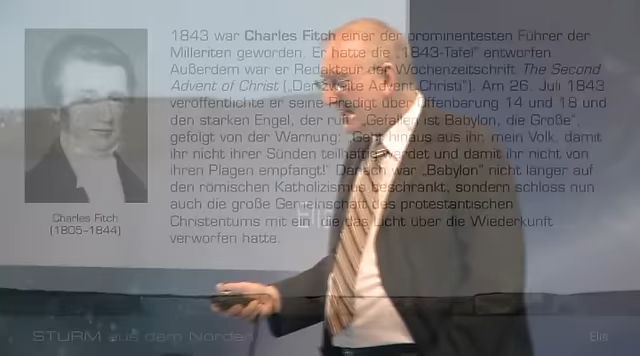 1843 war Charles Fitch einer der prominentesten Führer der
Milleriten geworden. Er hatte die „1843-Tafel" entworfen.
Außerdem war er Redakteur der Wochenzeitschrift The Second
Advent of Christ („Der zweite Advent Christi"). Am 26. Juli 1843
veröffentlichte er seine Predigt über Offenbarung 14 und 18 und
den starken Engel, der ruft „Gefallen ist Babylon, die Große",
gefolgt von der Warnung: „Geht hinaus aus ihr, mein Volk, damit
ihr nicht ihrer Sünden teilhaftig werdet und damit ihr nicht von
ihren Plagen empfangt!" Danach war „Babylon" nicht länger auf
den römischen Katholizismus beschränkt, sondern schloss nun
auch die große Gemeinschaft des protestantischen
Christentums mit ein, die das Licht über die Wiederkunft
verworfen hatte.
Charles Fitch
(1805-1844)
STURM aus dem Norden